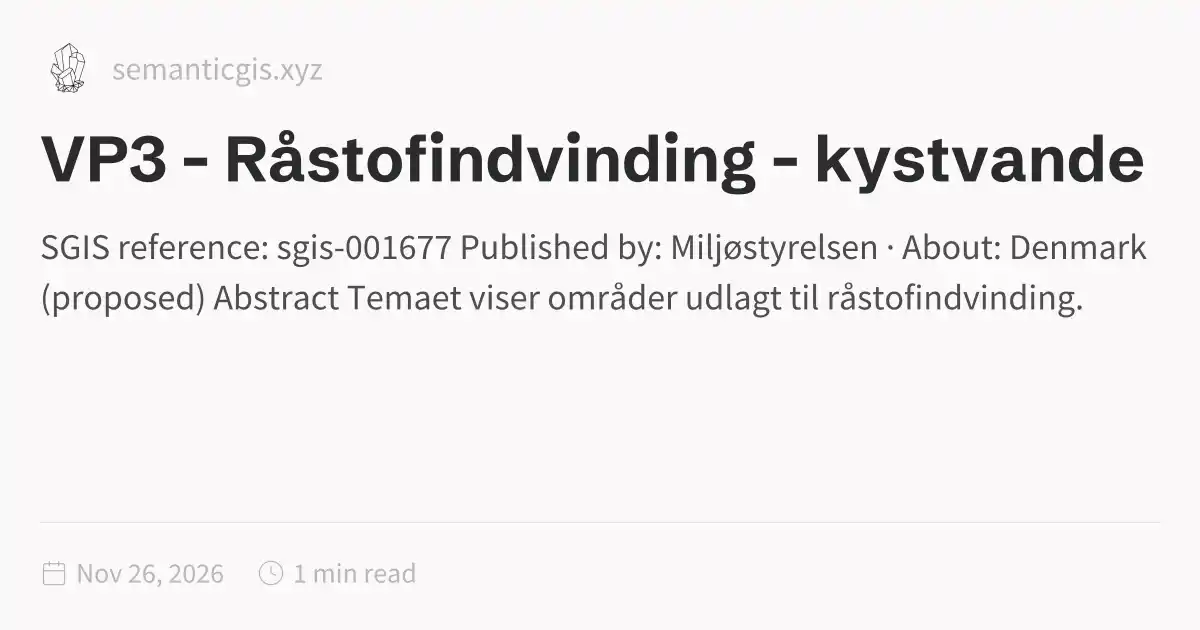 semanticgis.xyz
VP3 - Råstofindvinding - kystvande
SGIS reference: sgis-001677 Published by: Miljøstyrelsen · About: Denmark
(proposed) Abstract Temaet viser områder udlagt til råstofindvinding.
Nov 26, 2026 1 min read